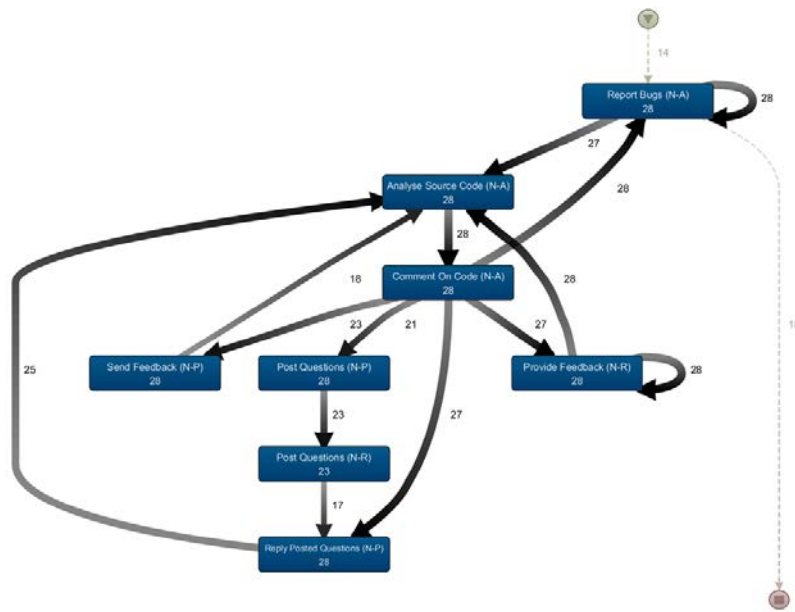 14
Report Bugs (N-A)
28
28
27
Analyse Source Code (N-A)
28
28
28
Comment On Code (N-A)
28
18
28
23
21
27
25
Send Feedback (N-P)
28
Post Questions (N-P)
28
Provide Feedback (N-R)
28
28
23
27
Post Questions (N-R)
23
17
Reply Posted Questions (N-P)
28